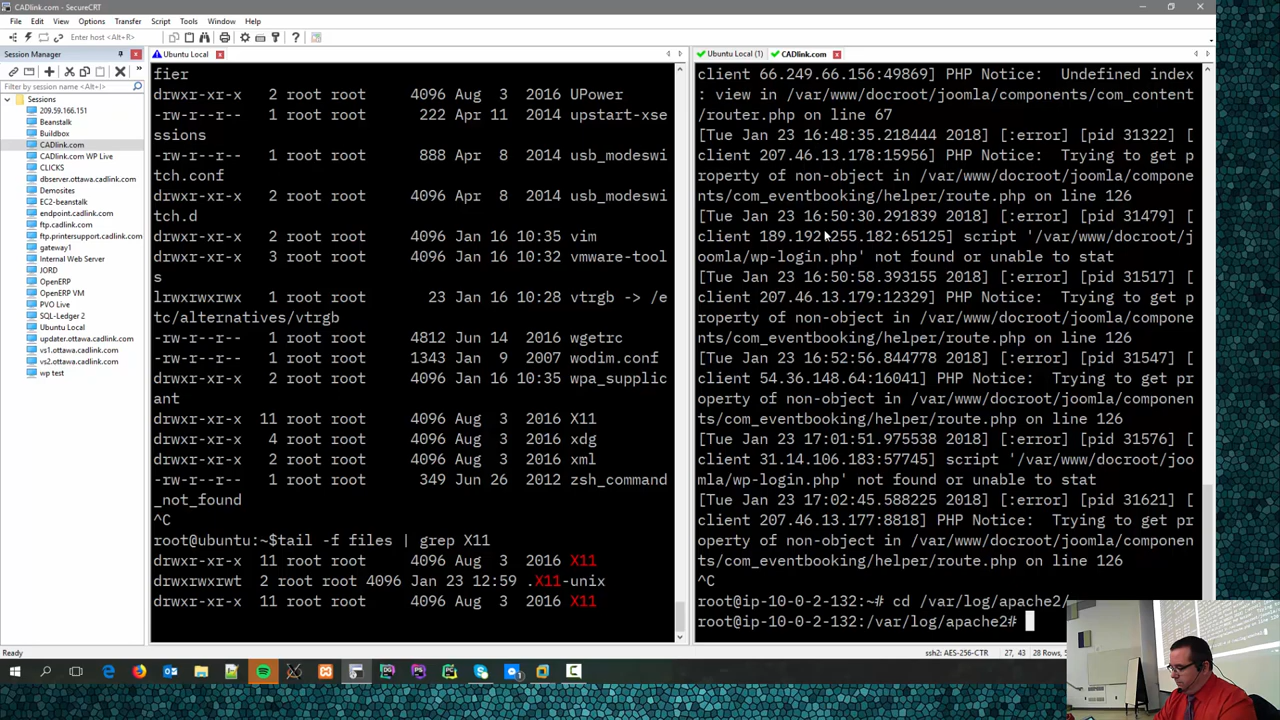 CADlink.com - SecureCRT
File Edit View Options Transfer Script Tools Window Help
Enter host <Alt+R>
Session Manager
Filter by session name <Alt+I>
Sessions
209.59.166.151
Beanstalk
Buildbox
CADlink.com
CADlink.com WP Live
CLICKS
dbserver.ottawa.cadlink.com
Demosites
EC2-beanstalk
endpoint.cadlink.com
ftp.cadlink.com
ftp.printersupport.cadlink.com
gateway1
Internal Web Server
JORD
OpenERP
OpenERP VM
PVO Live
SQL-Ledger 2
Ubuntu Local
updater.ottawa.cadlink.com
vs1.ottawa.cadlink.com
vs2.ottawa.cadlink.com
wp test
Ubuntu Local
fier
drwxr-xr-x 2 root root 4096 Aug 3 2016 UPower
-rw-r--r-- 1 root root 222 Apr 11 2014 upstart-xse
ssions
-rw-r--r-- 1 root root 888 Apr 8 2014 usb_modeswi
tch.conf
drwxr-xr-x 2 root root 4096 Apr 8 2014 usb_modeswi
tch.d
drwxr-xr-x 2 root root 4096 Jan 16 10:35 vim
drwxr-xr-x 3 root root 4096 Jan 16 10:32 vmware-tool
s
lrwxrwxrwx 1 root root 23 Jan 16 10:28 vtrgb -> /e
tc/alternatives/vtrgb
-rw-r--r-- 1 root root 4812 Jun 14 2016 wgetrc
-rw-r--r-- 1 root root 1343 Jan 9 2007 wodim.conf
drwxr-xr-x 2 root root 4096 Jan 16 10:35 wpa_supplic
ant
drwxr-xr-x 11 root root 4096 Aug 3 2016 X11
drwxr-xr-x 4 root root 4096 Aug 3 2016 xdg
drwxr-xr-x 2 root root 4096 Aug 3 2016 xml
-rw-r--r-- 1 root root 349 Jun 26 2012 zsh_command
_not_found
^C
root@ubuntu:~$tail -f files | grep X11
drwxr-xr-x 11 root root 4096 Aug 3 2016 X11
drwxrwxrwt 2 root root 4096 Jan 23 12:59 .X11-unix
drwxr-xr-x 11 root root 4096 Aug 3 2016 X11
Ubuntu Local (1) CADlink.com
client 66.249.66.156:49869] PHP Notice: Undefined index
: view in /var/www/docroot/joomla/components/com_content
/router.php on line 67
[Tue Jan 23 16:48:35.218444 2018] [:error] [pid 31322] [
client 207.46.13.178:15956] PHP Notice: Trying to get p
roperty of non-object in /var/www/docroot/joomla/compone
nts/com_eventbooking/helper/route.php on line 126
[Tue Jan 23 16:50:30.291839 2018] [:error] [pid 31479] [
client 189.192.255.182:65125] script '/var/www/docroot/j
oomla/wp-login.php' not found or unable to stat
[Tue Jan 23 16:50:58.393155 2018] [:error] [pid 31517] [
client 207.46.13.179:12329] PHP Notice: Trying to get p
roperty of non-object in /var/www/docroot/joomla/compone
nts/com_eventbooking/helper/route.php on line 126
[Tue Jan 23 16:52:56.844778 2018] [:error] [pid 31547] [
client 54.36.148.64:16041] PHP Notice: Trying to get pr
operty of non-object in /var/www/docroot/joomla/componen
ts/com_eventbooking/helper/route.php on line 126
[Tue Jan 23 17:01:51.975538 2018] [:error] [pid 31576] [
client 31.14.106.183:57745] script '/var/www/docroot/joo
mla/wp-login.php' not found or unable to stat
[Tue Jan 23 17:02:45.588225 2018] [:error] [pid 31621] [
client 207.46.13.177:8818] PHP Notice: Trying to get pr
operty of non-object in /var/www/docroot/joomla/componen
ts/com_eventbooking/helper/route.php on line 126
^C
root@ip-10-0-2-132:~# cd /var/log/apache2/
root@ip-10-0-2-132:/var/log/apache2#
Ready
ssh2: AES-256-CTR 27, 43 28 Rows,